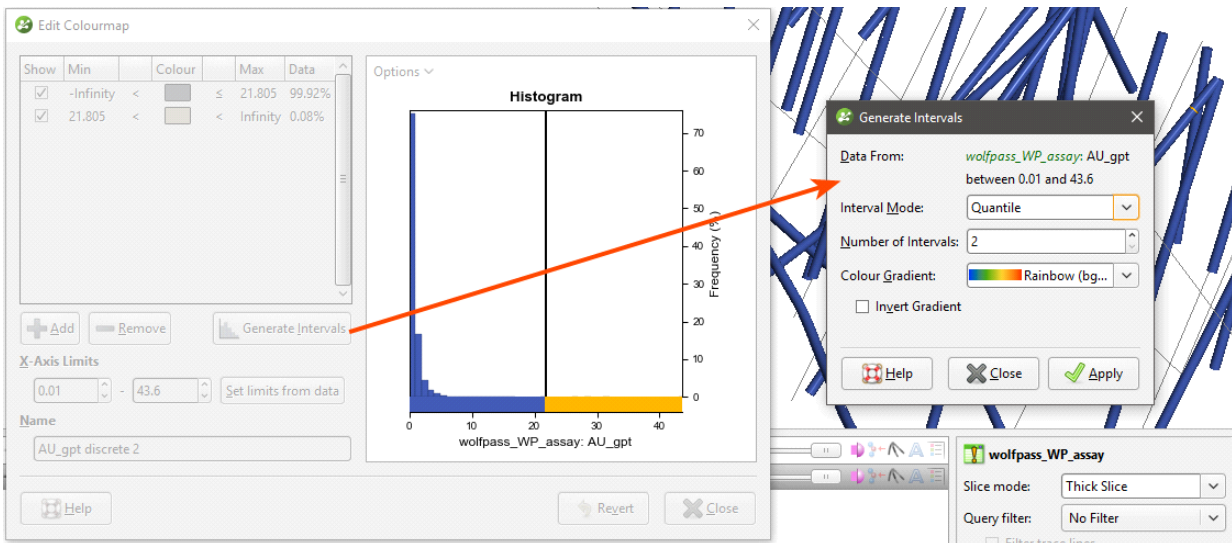 Edit Colourmap
Show Min Colour Max Data
-Infinity < ≤ 21.805 99.92%
21.805 < < Infinity 0.08%
Add Remove Generate Intervals
X-Axis Limits
0.01 - 43.6 Set limits from data
Name
AU_gpt discrete 2
Help Revert Close
Options
Histogram
70
60
50
40
30
20
10
0
Frequency (%)
0 10 20 30 40
wolfpass_WP_assay: AU_gpt
Generate Intervals
Data From: wolfpass_WP_assay: AU_gpt
between 0.01 and 43.6
Interval Mode: Quantile
Number of Intervals: 2
Colour Gradient: Rainbow (bg...
Invert Gradient
Help Close Apply
wolfpass_WP_assay
Slice mode: Thick Slice
Query filter: No Filter
Filter trace lines